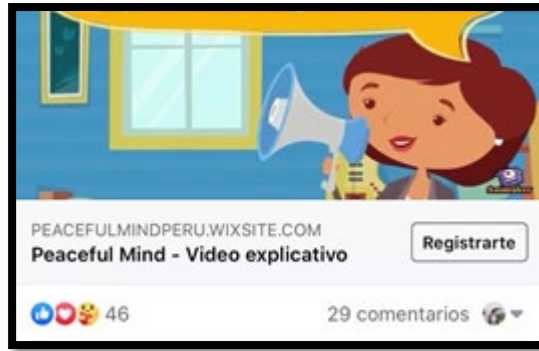 PEACEFULMINDPERU.WIXSITE.COM
Peaceful Mind - Video explicativo
Registrarte
46
29 comentarios